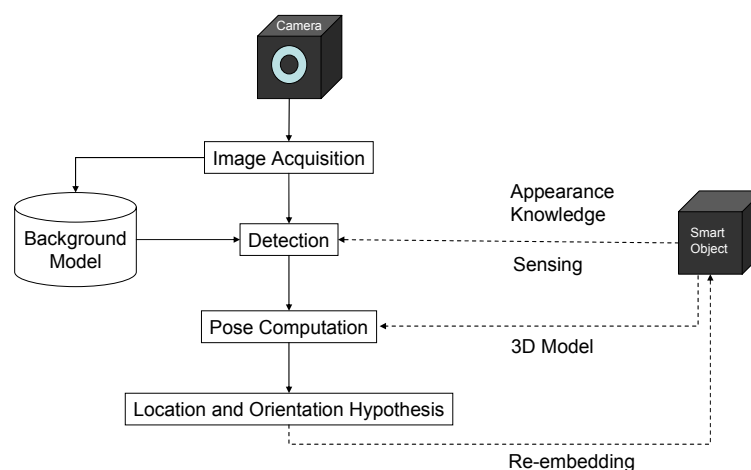 Camera
Image Acquisition
Appearance
Knowledge
Background
Model
Detection
Smart
Object
Sensing
Pose Computation
3D Model
Location and Orientation Hypothesis
Re-embedding